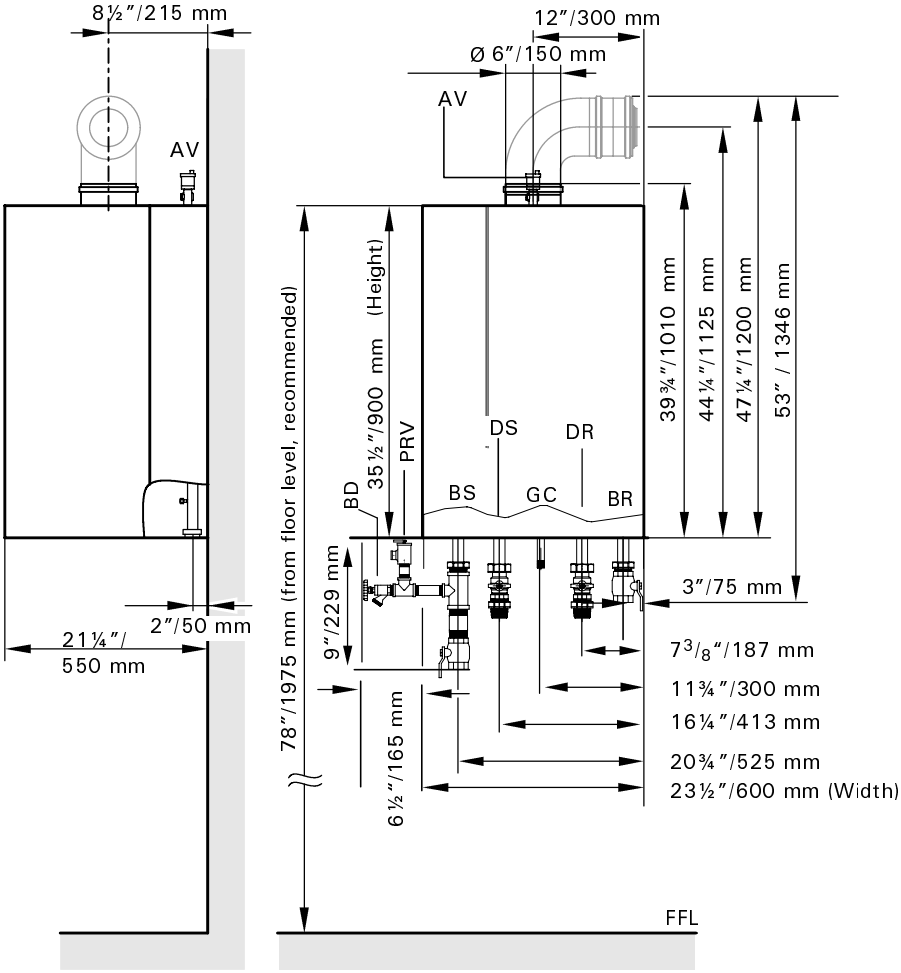 8½″/215 mm
12″/300 mm
Ø 6″/150 mm
AV
AV
78″/1975 mm (from floor level, recommended)
35½″/900 mm (Height)
39¾″/1010 mm
44¼″/1125 mm
47¼″/1200 mm
53″ / 1346 mm
DS
DR
PRV
BD
BS
GC
BR
9“/229 mm
3″/75 mm
2″/50 mm
21¼″/
550 mm
7³/₈“/187 mm
11¾″/300 mm
16¼″/413 mm
6½″/165 mm
20¾″/525 mm
23½″/600 mm (Width)
FFL